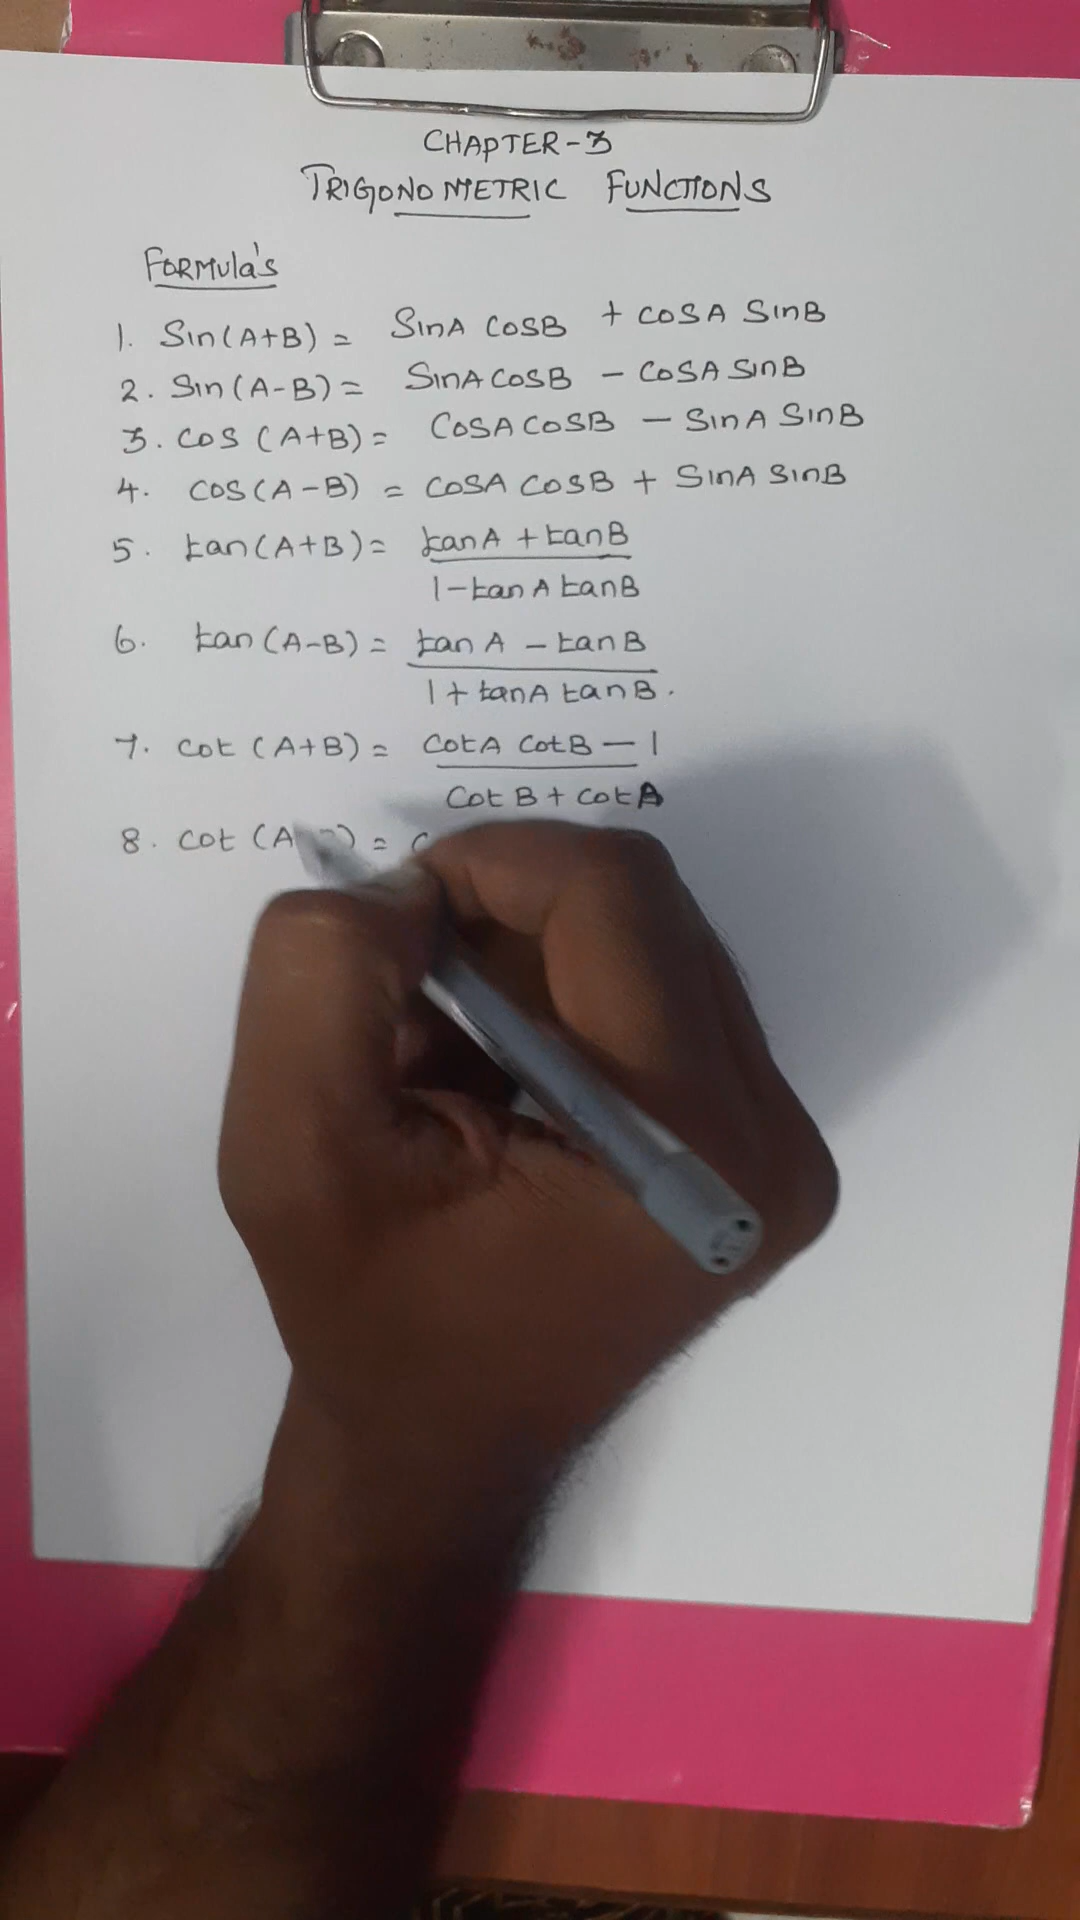 CHAPTER-3
TRIGONOMETRIC FUNCTIONS
FORMula's
1. Sin(A+B) = SinA COSB + COSA SinB
2. Sin(A-B) = SinA COSB - COSA SinB
3. COS (A+B) = COSA COSB - SinA SinB
4. COS(A-B) = COSA COSB + SinA SinB
5. tan(A+B) = tanA + tanB
1-tan A tanB
6. tan (A-B) = tan A - tan B
1 + tanA tanB.
7. cot (A+B) = cotA cotB - 1
cot B + cot A
8. cot (A ) =